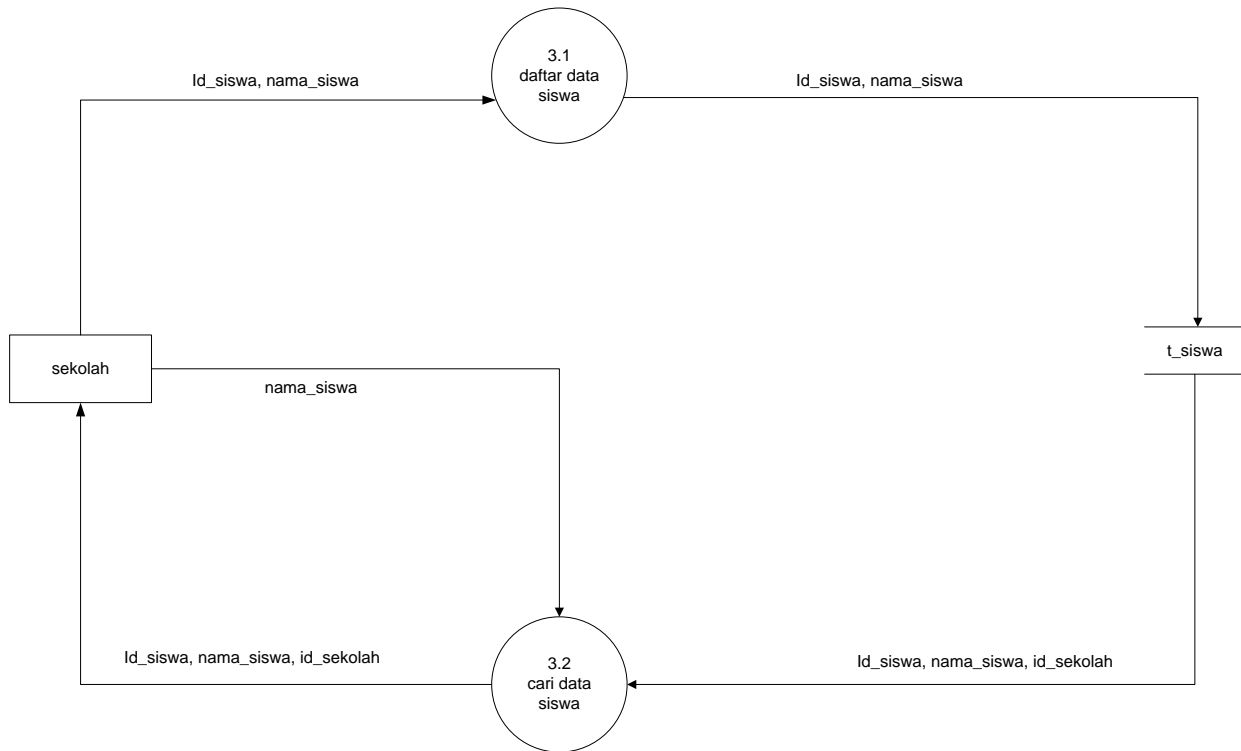 3.1
daftar data
siswa
Id_siswa, nama_siswa
Id_siswa, nama_siswa
sekolah
t_siswa
nama_siswa
Id_siswa, nama_siswa, id_sekolah
3.2
cari data
siswa
Id_siswa, nama_siswa, id_sekolah